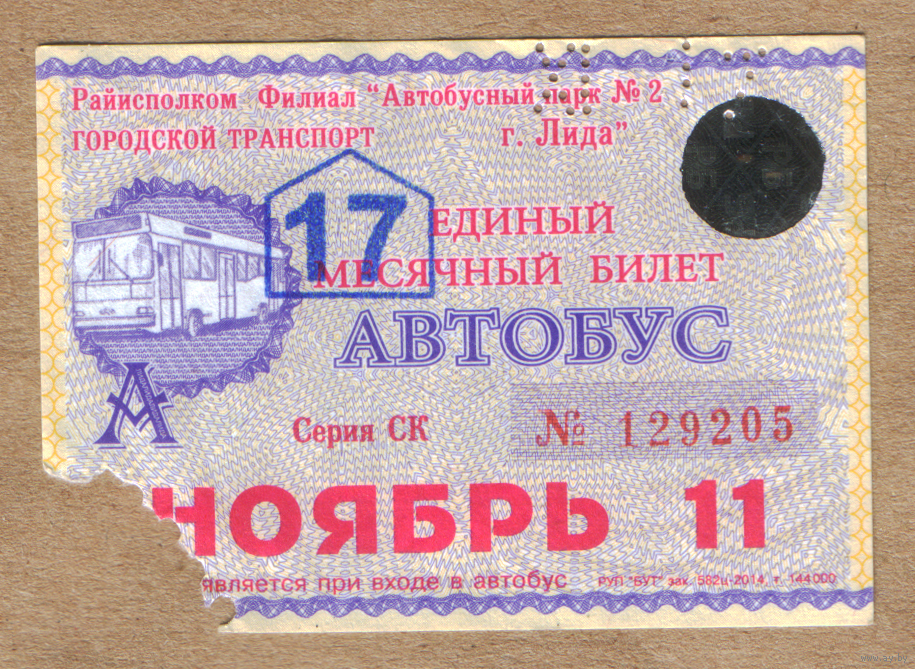 Райисполком Филиал "Автобусный парк № 2
ГОРОДСКОЙ ТРАНСПОРТ г. Лида"
17
ЕДИНЫЙ
МЕСЯЧНЫЙ БИЛЕТ
АВТОБУС
А
Серия СК № 129205
НОЯБРЬ 11
является при входе в автобус РУП "БУТ" зак. 582ц-2014, т. 144000